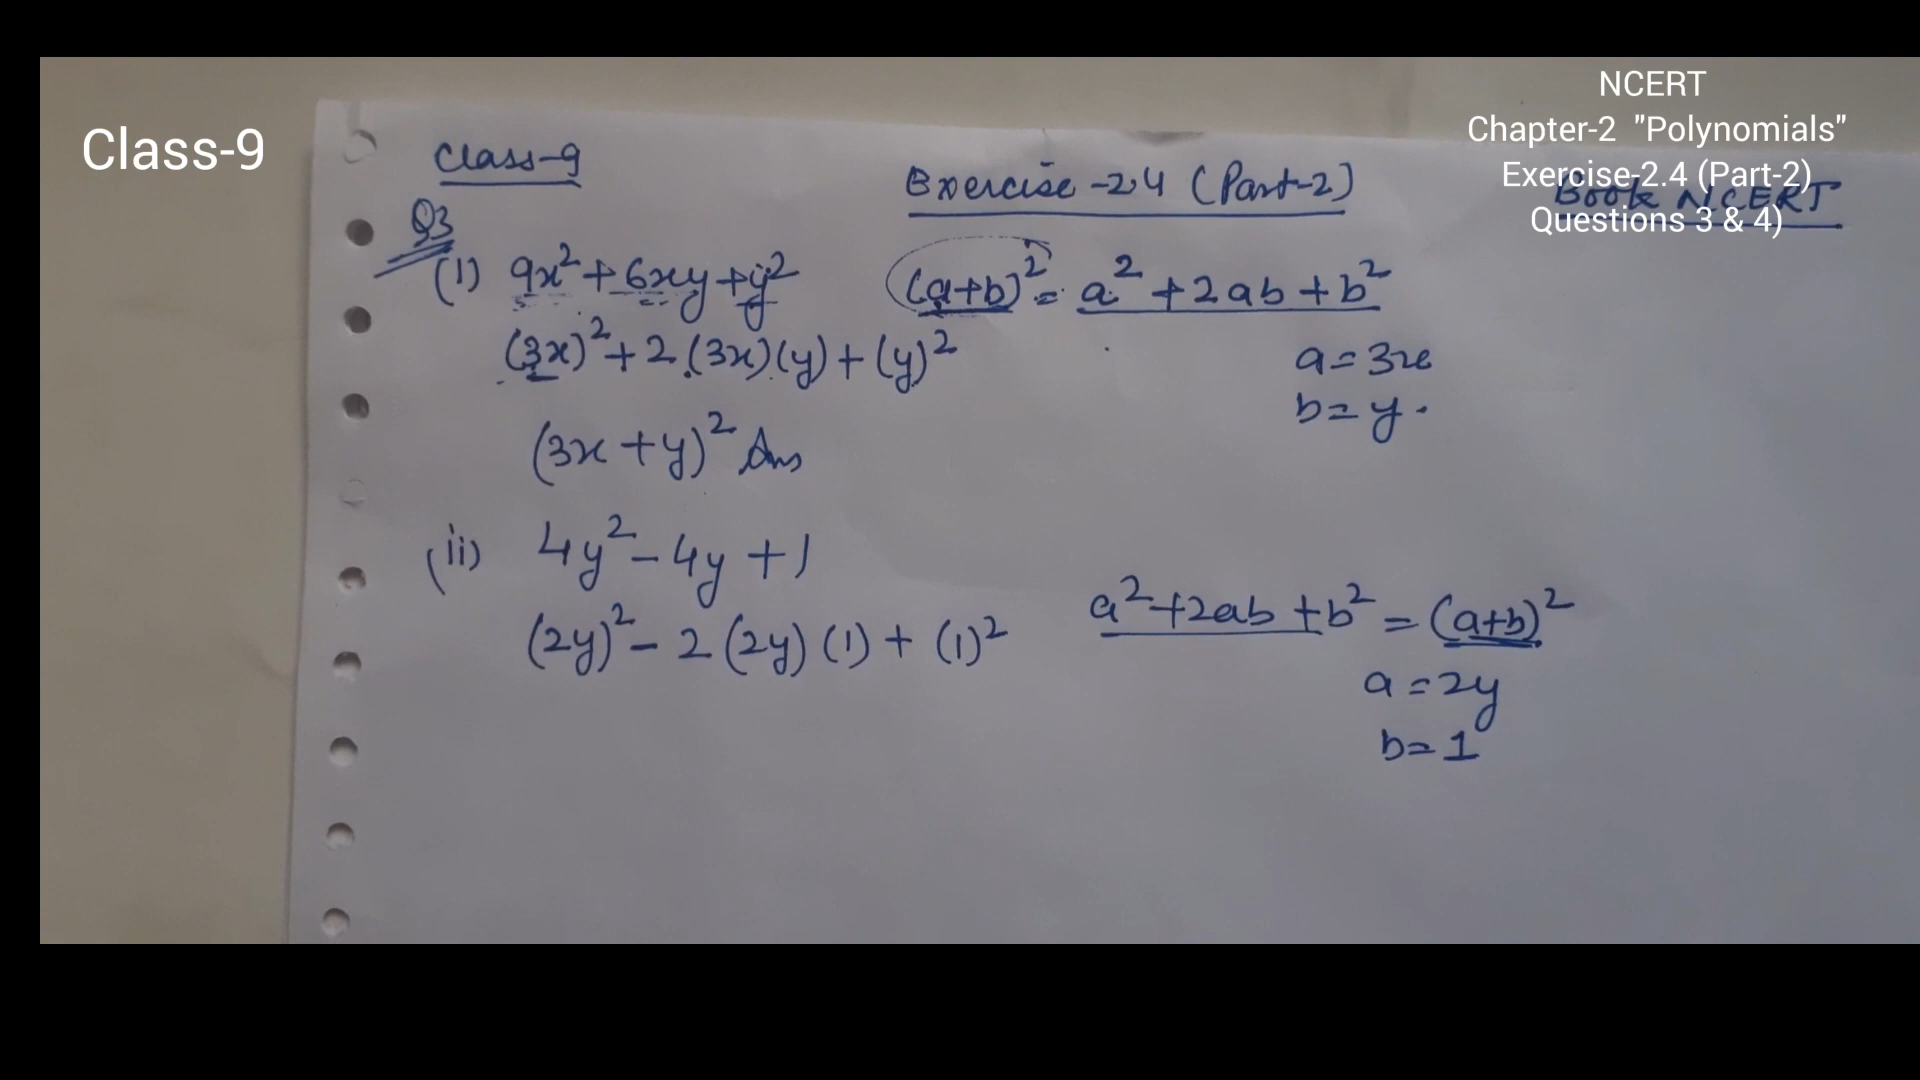 Class-9
NCERT
Chapter-2 "Polynomials"
Exercise-2.4 (Part-2)
Questions 3 & 4)
Class-9
Exercise -2.4 (Part-2)
Book NCERT
Q3
(i) 9x²+6xy+y²
(a+b)² = a²+2ab+b²
(3x)²+2.(3x)(y)+(y)²
a=3x
b=y.
(3x+y)² Ans
(ii) 4y²-4y+1
a²+2ab+b² = (a+b)²
(2y)²-2(2y)(1)+(1)²
a=2y
b=1